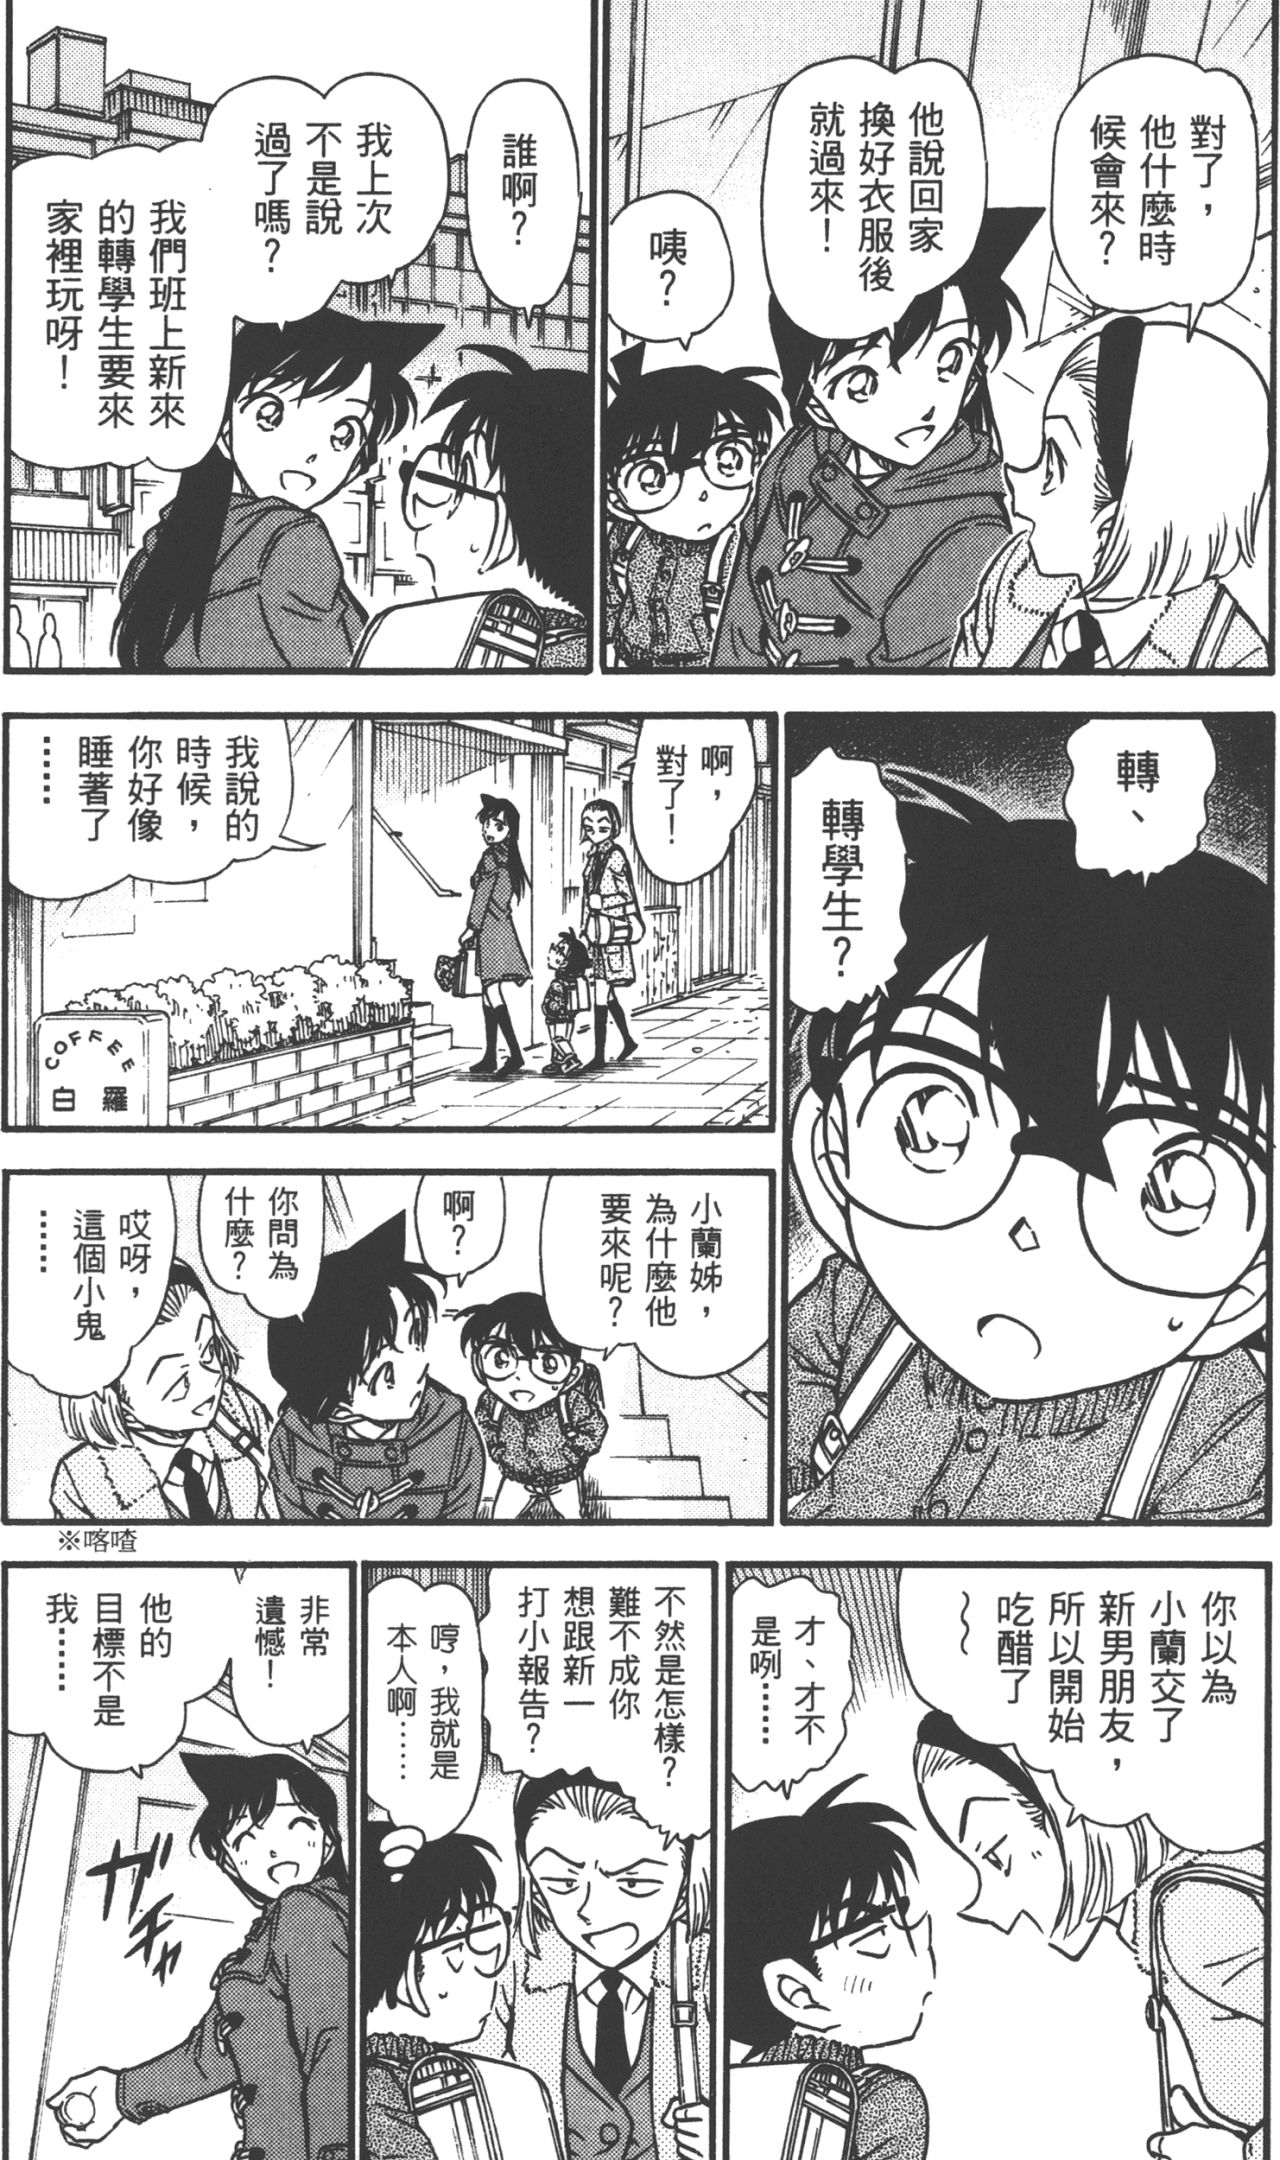 對了，
他什麼時
候會來？
他說回家
換好衣服後
就過來！
咦？
誰啊？
我上次
不是說
過了嗎？
我們班上新來
的轉學生要來
家裡玩呀！
轉、
轉學生？
啊，
對了！
我說的
時候，
你好像
睡著了
……
COFFEE
白羅
小蘭姊，
為什麼他
要來呢？
啊？
你問為
什麼？
哎呀，
這個小鬼
……
※喀喳
你以為
小蘭交了
新男朋友，
所以開始
吃醋了
～
才、才不
是咧……
不然是怎樣？
難不成你
想跟新一
打小報告？
哼，我就是
本人啊……
非常
遺憾！
他的
目標不是
我……
ガチャ